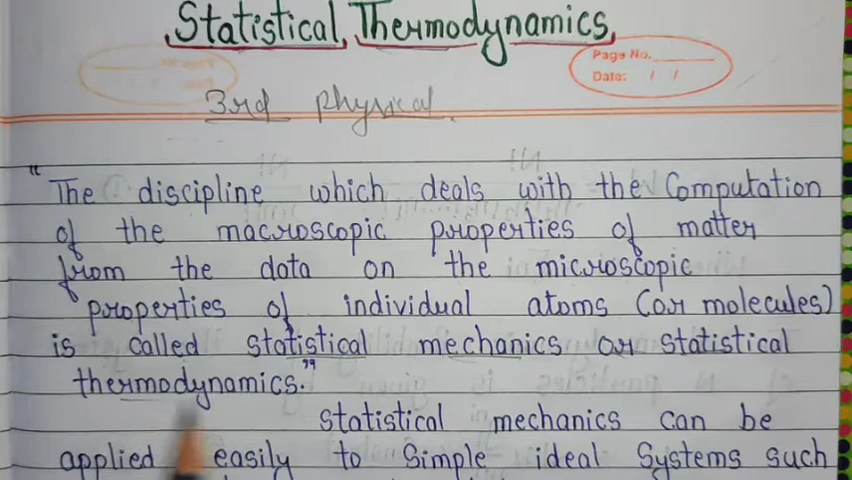 Statistical Thermodynamics
Page No.
Date: / /
3rd physical
"The discipline which deals with the Computation
of the macroscopic properties of matter
from the data on the microscopic
properties of individual atoms (or molecules)
is called statistical mechanics or statistical
thermodynamics."
Statistical mechanics can be
applied easily to Simple ideal Systems such